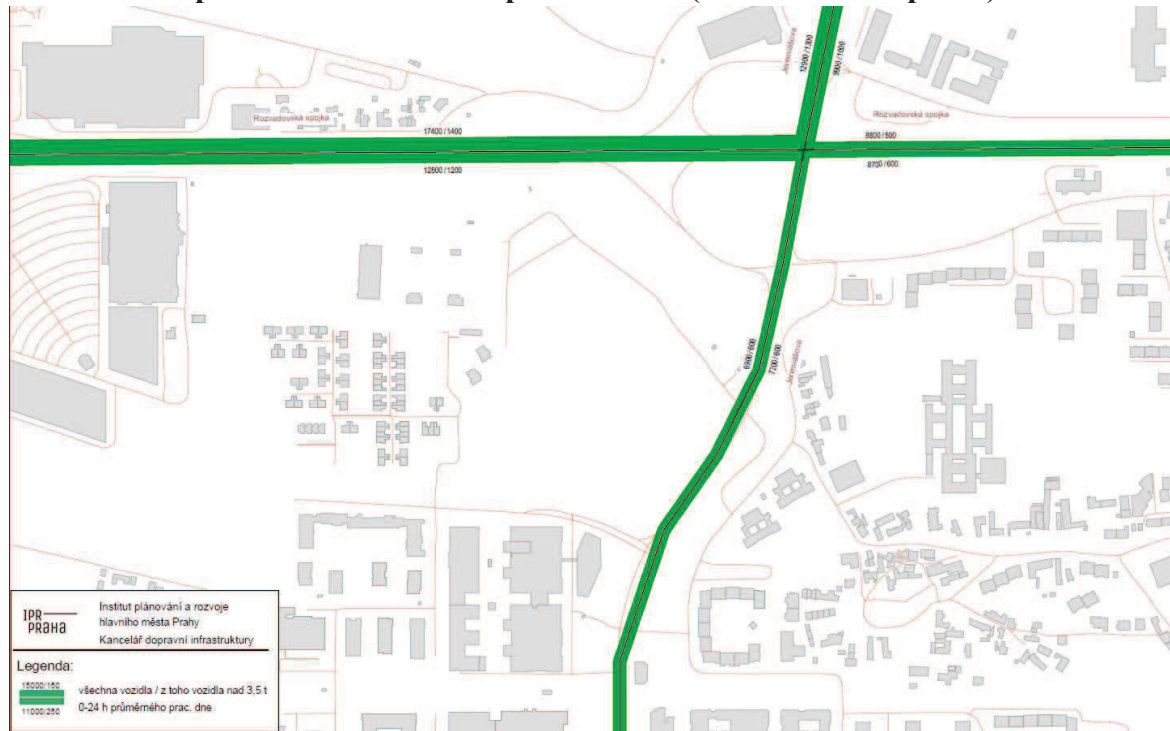 Jeremiášova
12900/1300
9900/1000
Rozvadovská spojka
Rozvadovská spojka
17400/1400
8800/500
12800/1200
8700/600
6900/600
7200/600
Jeremiášova
IPR
PRAHA
Institut plánování a rozvoje
hlavního města Prahy
Kancelář dopravní infrastruktury
Legenda:
15000/150
11000/250
všechna vozidla / z toho vozidla nad 3,5 t
0-24 h průměrného prac. dne